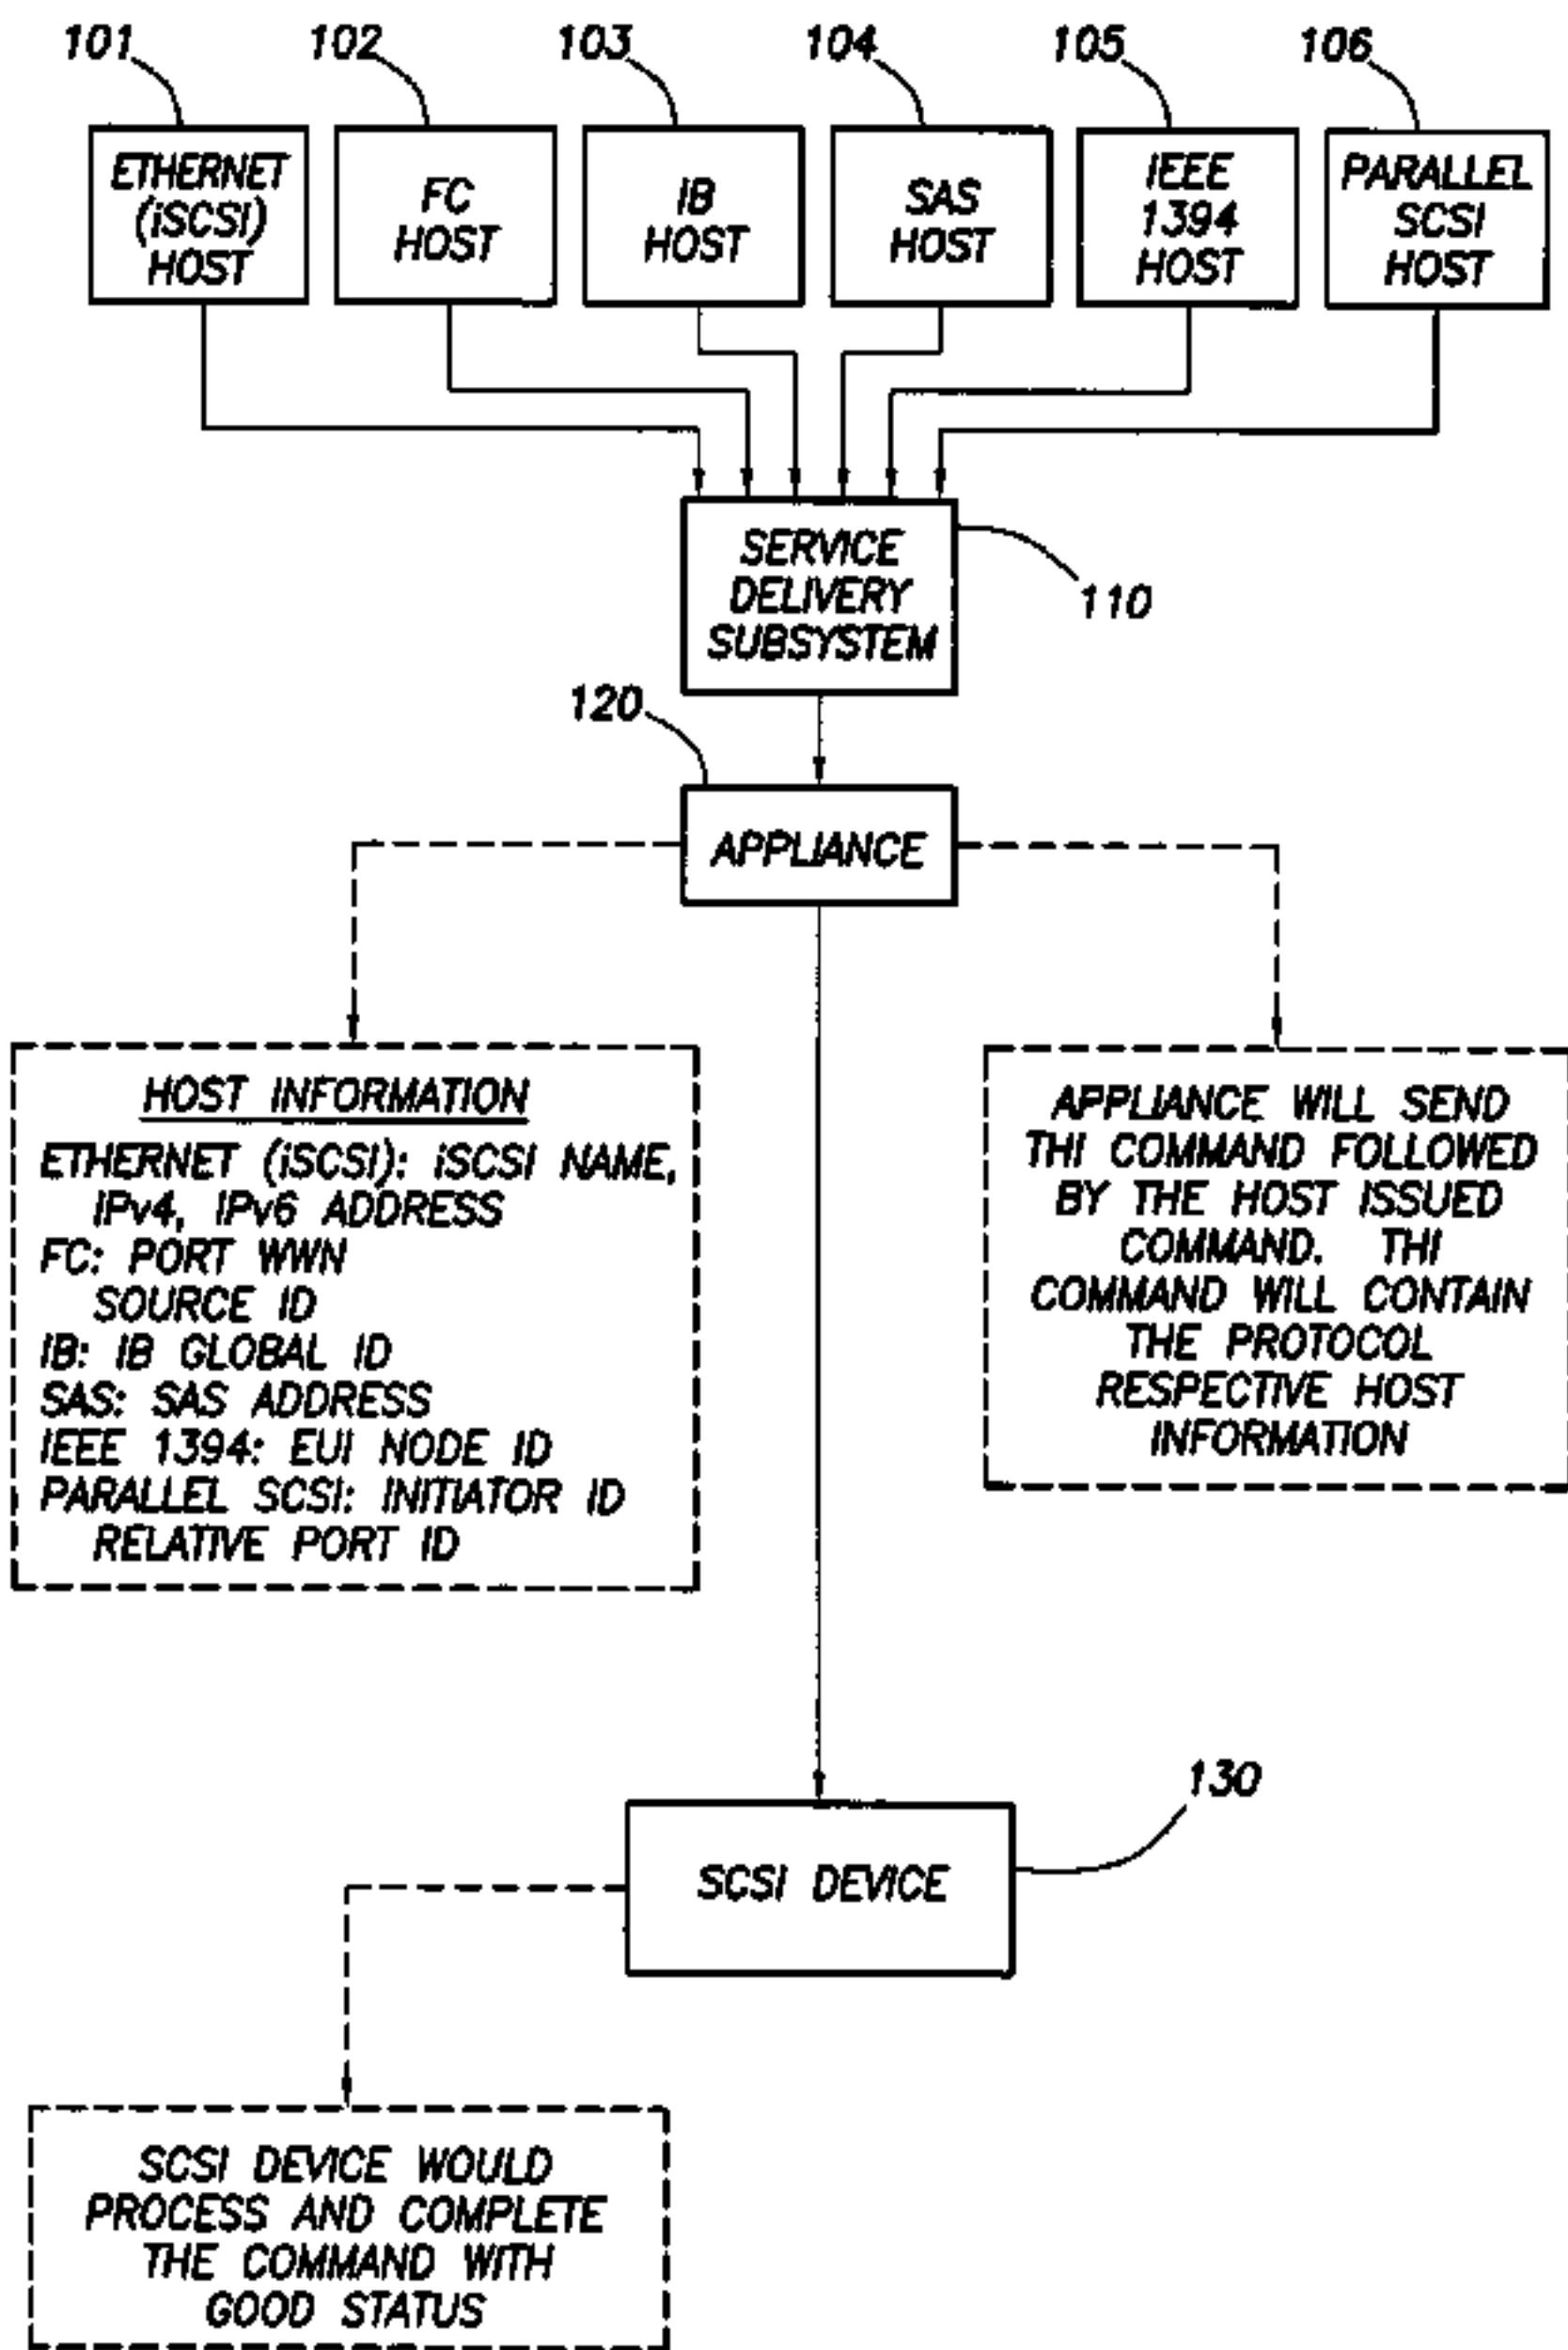 101
102
103
104
105
106
ETHERNET
(iSCSI)
HOST
FC
HOST
IB
HOST
SAS
HOST
IEEE
1394
HOST
PARALLEL
SCSI
HOST
SERVICE
DELIVERY
SUBSYSTEM
110
120
APPLIANCE
HOST INFORMATION
ETHERNET (iSCSI): iSCSI NAME,
IPv4, IPv6 ADDRESS
FC: PORT WWN
SOURCE ID
IB: IB GLOBAL ID
SAS: SAS ADDRESS
IEEE 1394: EUI NODE ID
PARALLEL SCSI: INITIATOR ID
RELATIVE PORT ID
APPLIANCE WILL SEND
THI COMMAND FOLLOWED
BY THE HOST ISSUED
COMMAND. THI
COMMAND WILL CONTAIN
THE PROTOCOL
RESPECTIVE HOST
INFORMATION
130
SCSI DEVICE
SCSI DEVICE WOULD
PROCESS AND COMPLETE
THE COMMAND WITH
GOOD STATUS